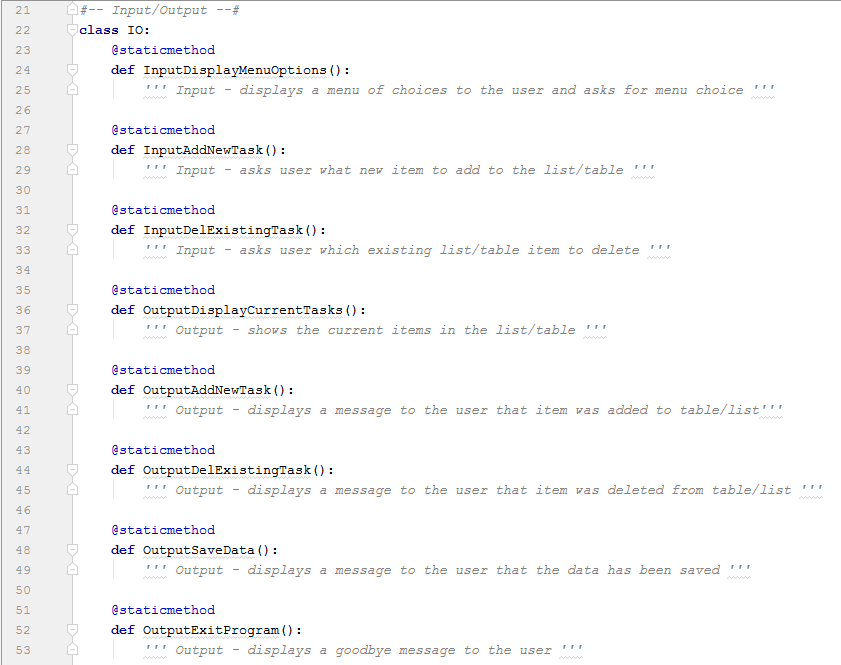 21 #-- Input/Output --#
22 class IO:
23 @staticmethod
24 def InputDisplayMenuOptions():
25 ''' Input - displays a menu of choices to the user and asks for menu choice '''
26
27 @staticmethod
28 def InputAddNewTask():
29 ''' Input - asks user what new item to add to the list/table '''
30
31 @staticmethod
32 def InputDelExistingTask():
33 ''' Input - asks user which existing list/table item to delete '''
34
35 @staticmethod
36 def OutputDisplayCurrentTasks():
37 ''' Output - shows the current items in the list/table '''
38
39 @staticmethod
40 def OutputAddNewTask():
41 ''' Output - displays a message to the user that item was added to table/list'''
42
43 @staticmethod
44 def OutputDelExistingTask():
45 ''' Output - displays a message to the user that item was deleted from table/list '''
46
47 @staticmethod
48 def OutputSaveData():
49 ''' Output - displays a message to the user that the data has been saved '''
50
51 @staticmethod
52 def OutputExitProgram():
53 ''' Output - displays a goodbye message to the user '''